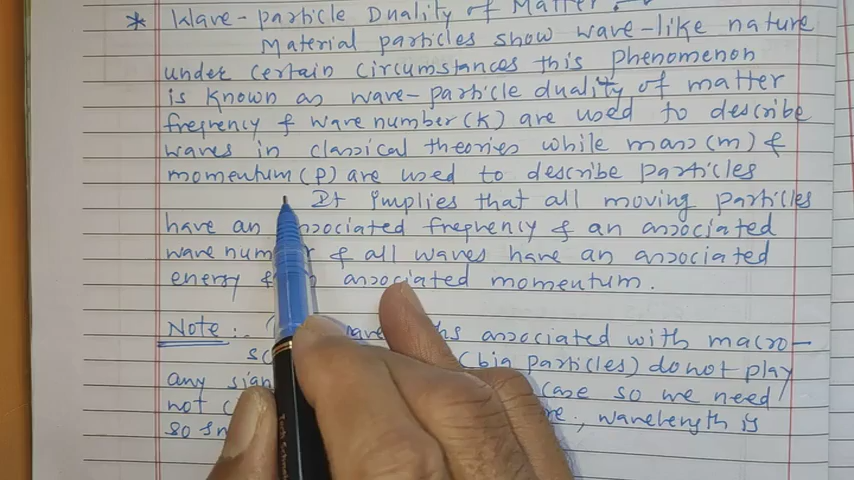 * Wave-particle Duality of Matter:-
Material particles show wave-like nature
under certain circumstances this phenomenon
is known as wave-particle duality of matter
frequency & wave number (K) are used to describe
waves in classical theories while mass (m) &
momentum (P) are used to describe particles
It implies that all moving particles
have an associated frequency & an associated
wave number & all waves have an associated
energy & associated momentum.
Note:- associated with macro-
(big particles) do not play
any case so we need
not , wavelength is
so